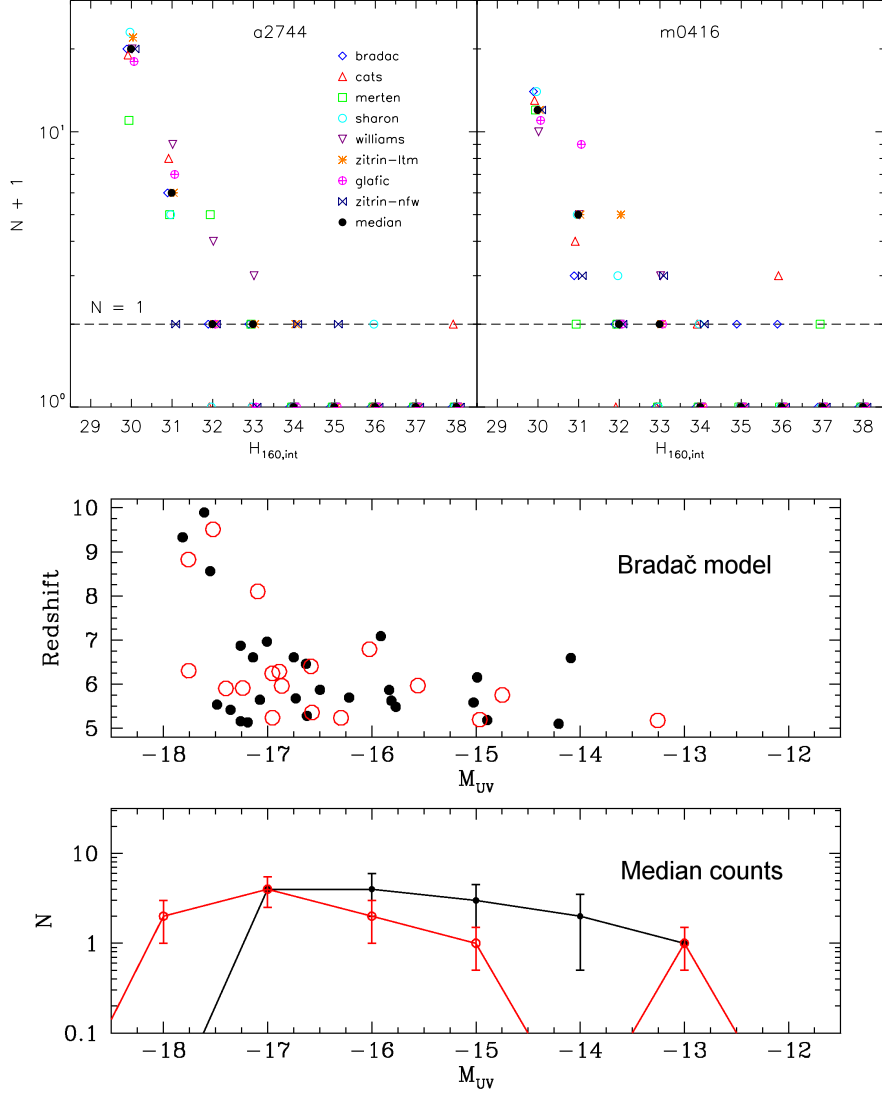 a2744
m0416
bradac
cats
merten
sharon
williams
zitrin-ltm
glafic
zitrin-nfw
median
N + 1
10¹
10⁰
N = 1
29 30 31 32 33 34 35 36 37 38
29 30 31 32 33 34 35 36 37 38
H160,int
H160,int
Bradač model
Redshift
10
9
8
7
6
5
−18 −17 −16 −15 −14 −13 −12
MUV
Median counts
N
10
1
0.1
−18 −17 −16 −15 −14 −13 −12
MUV